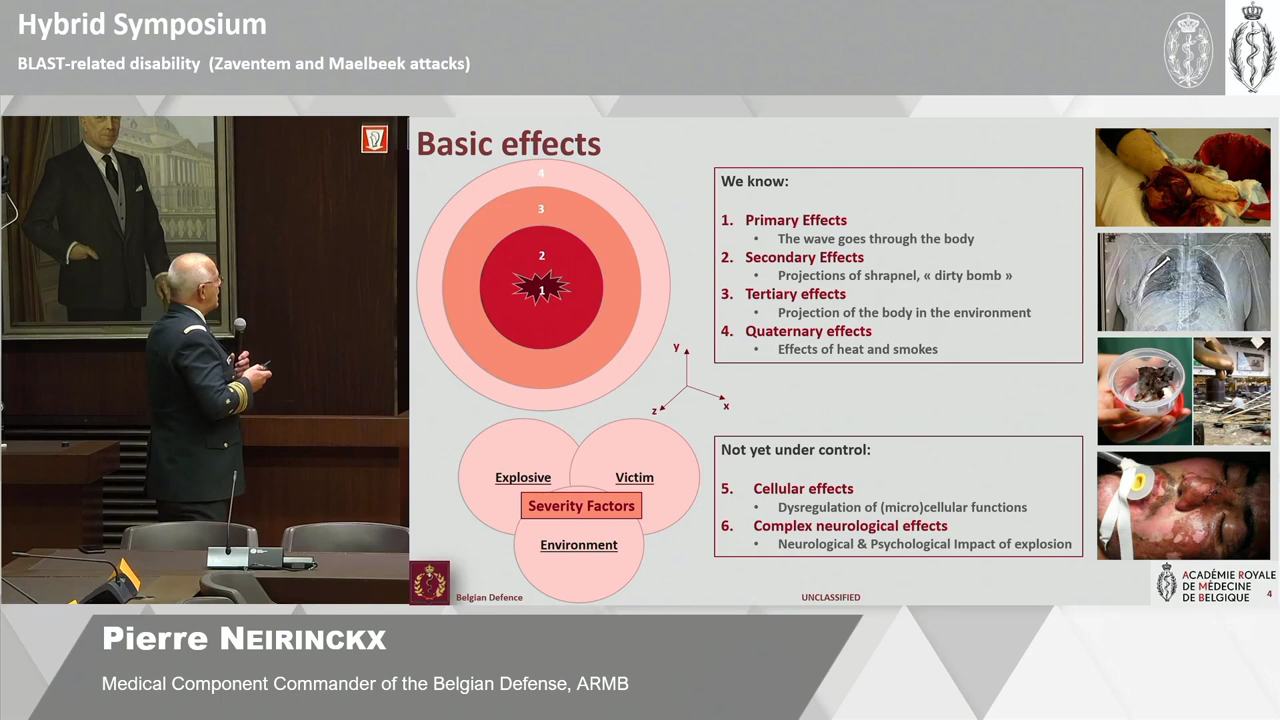 Hybrid Symposium
BLAST-related disability (Zaventem and Maelbeek attacks)
Basic effects
4
3
2
1
y
x
z
Explosive
Victim
Severity Factors
Environment
We know:
1. Primary Effects
• The wave goes through the body
2. Secondary Effects
• Projections of shrapnel, « dirty bomb »
3. Tertiary effects
• Projection of the body in the environment
4. Quaternary effects
• Effects of heat and smokes
Not yet under control:
5. Cellular effects
• Dysregulation of (micro)cellular functions
6. Complex neurological effects
• Neurological & Psychological Impact of explosion
Belgian Defence
UNCLASSIFIED
ACADÉMIE ROYALE
DE MÉDECINE
DE BELGIQUE
4
Pierre NEIRINCKX
Medical Component Commander of the Belgian Defense, ARMB